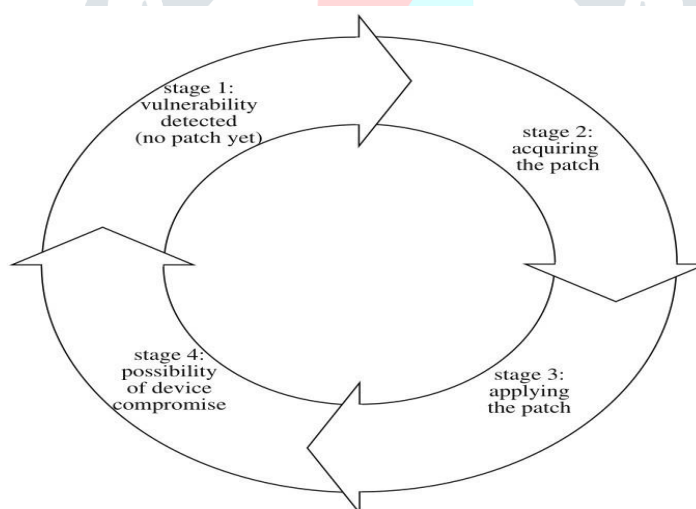 stage 1:
vulnerability
detected
(no patch yet)
stage 2:
acquiring
the patch
stage 3:
applying
the patch
stage 4:
possibility
of device
compromise